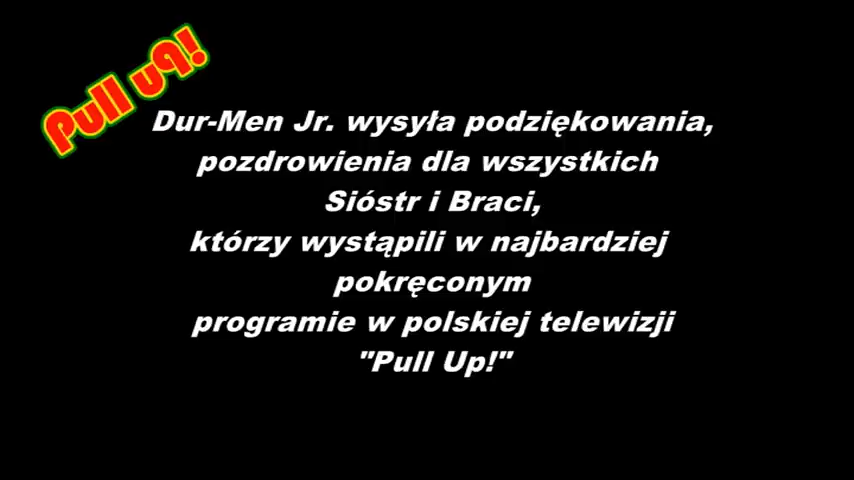 Pull up!
Dur-Men Jr. wysyła podziękowania,
pozdrowienia dla wszystkich
Sióstr i Braci,
którzy wystąpili w najbardziej
pokręconym
programie w polskiej telewizji
"Pull Up!"